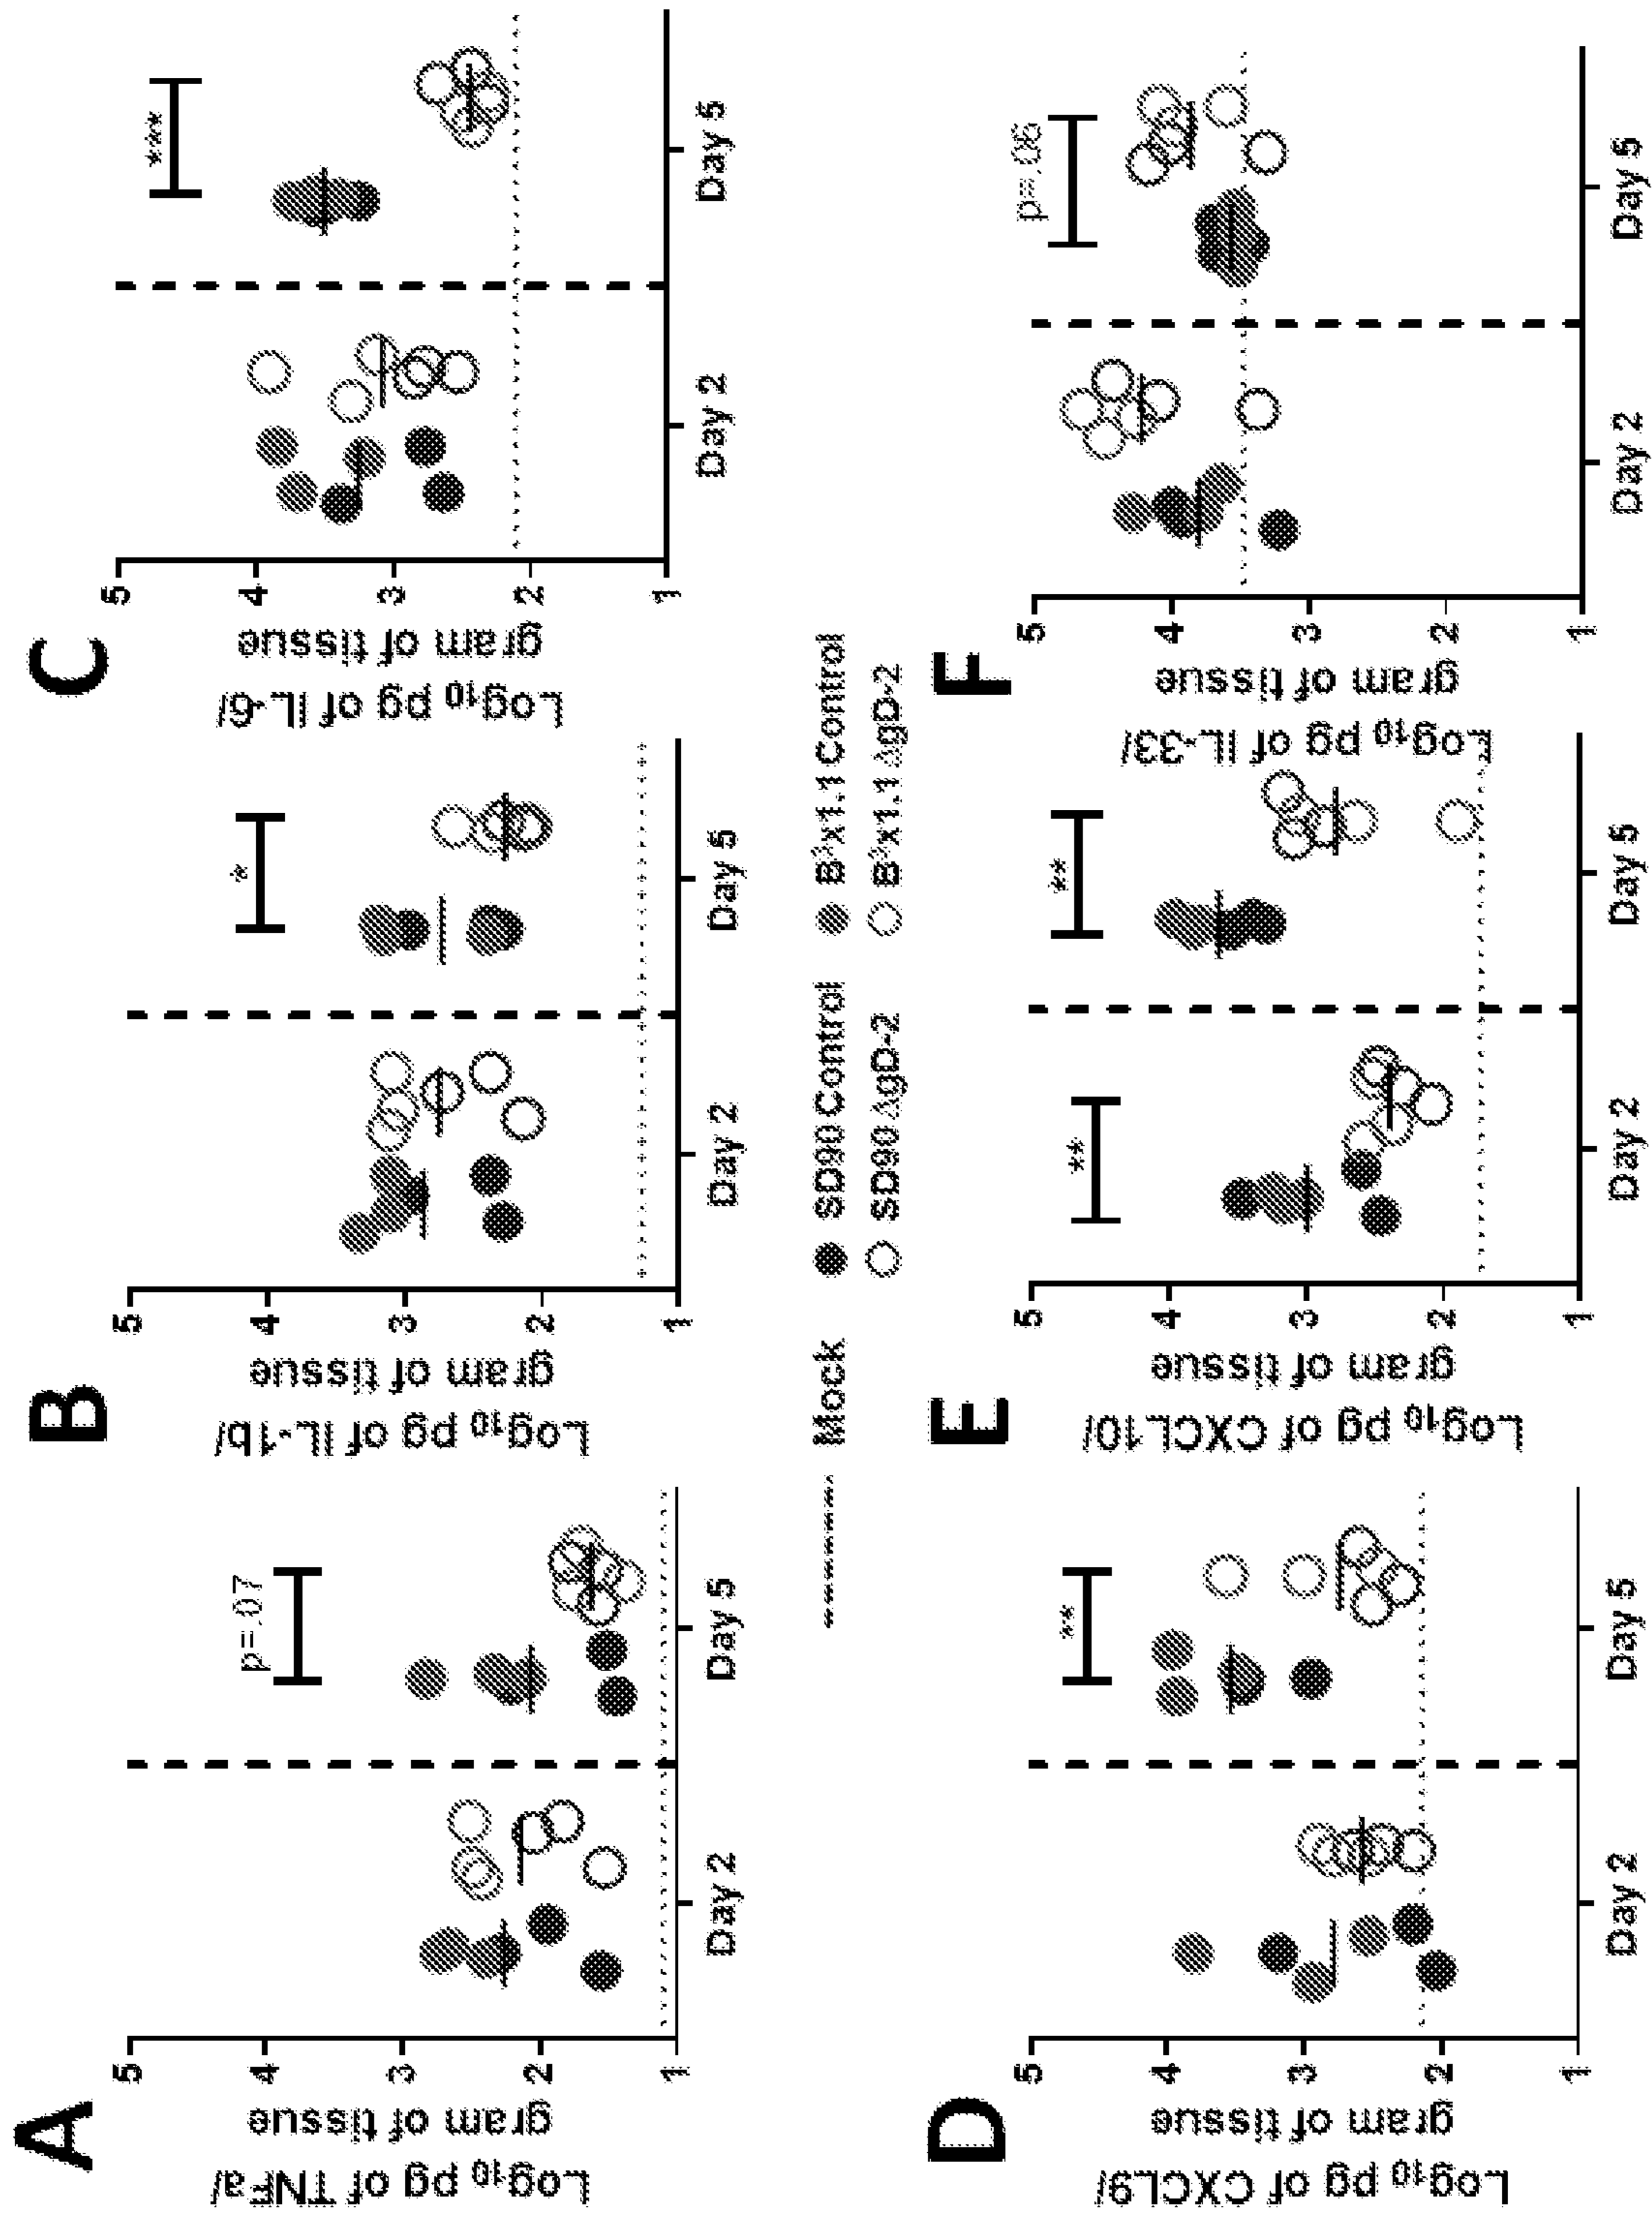 A
Log10 pg of TNFa/
gram of tissue
5
4
3
2
1
p=.07
Day 2
Day 5
B
Log10 pg of IL-1b/
gram of tissue
5
4
3
2
1
*
Day 2
Day 5
C
Log10 pg of IL-6/
gram of tissue
5
4
3
2
1
***
Day 2
Day 5
Mock
SD90 Control
B³x1.1 Control
SD90 ΔgD-2
B³x1.1 ΔgD-2
D
Log10 pg of CXCL9/
gram of tissue
5
4
3
2
1
**
Day 2
Day 5
E
Log10 pg of CXCL10/
gram of tissue
5
4
3
2
1
**
**
Day 2
Day 5
F
Log10 pg of IL-33/
gram of tissue
5
4
3
2
1
p=.06
Day 2
Day 5